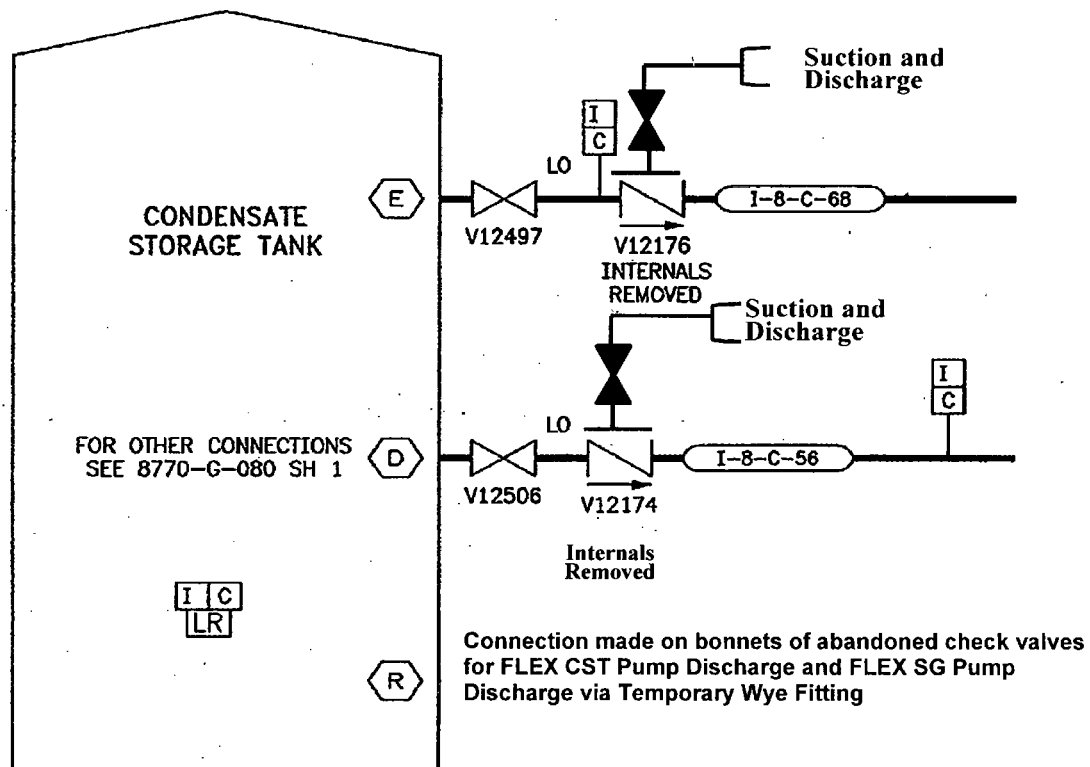 Suction and
Discharge
I
C
LO
E
I-8-C-68
CONDENSATE
STORAGE TANK
V12497
V12176
INTERNALS
REMOVED
Suction and
Discharge
I
C
LO
FOR OTHER CONNECTIONS
SEE 8770-G-080 SH 1
D
I-8-C-56
V12506
V12174
Internals
Removed
I C
LR
Connection made on bonnets of abandoned check valves
for FLEX CST Pump Discharge and FLEX SG Pump
Discharge via Temporary Wye Fitting
R